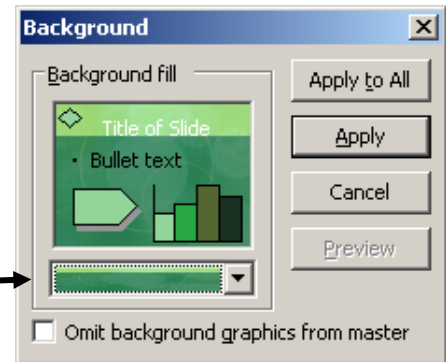 Background
Background fill
Title of Slide
• Bullet text
Apply to All
Apply
Cancel
Preview
Omit background graphics from master